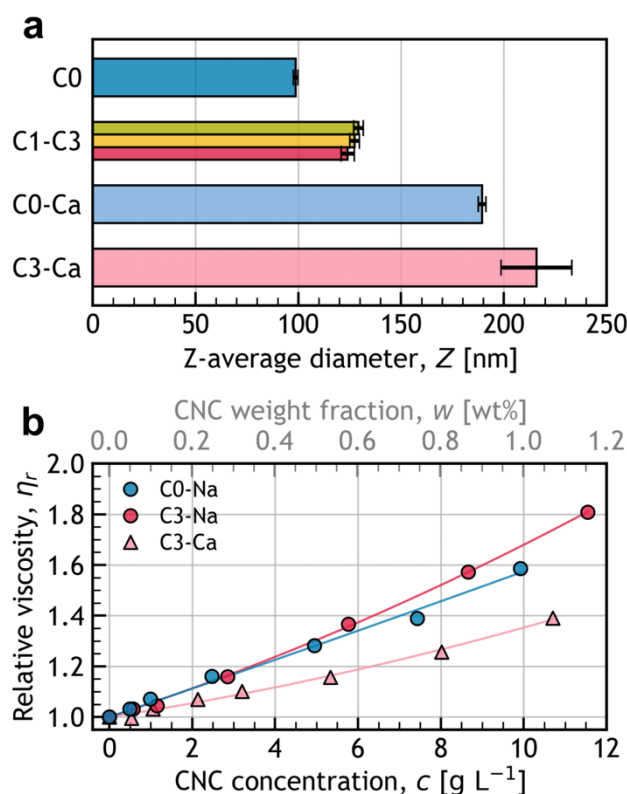 a
C0
C1-C3
C0-Ca
C3-Ca
0 50 100 150 200 250
Z-average diameter, Z [nm]
b
CNC weight fraction, w [wt%]
0.0 0.2 0.4 0.6 0.8 1.0 1.2
Relative viscosity, ηr
2.0
1.8
1.6
1.4
1.2
1.0
C0-Na
C3-Na
C3-Ca
0 2 4 6 8 10 12
CNC concentration, c [g L⁻¹]